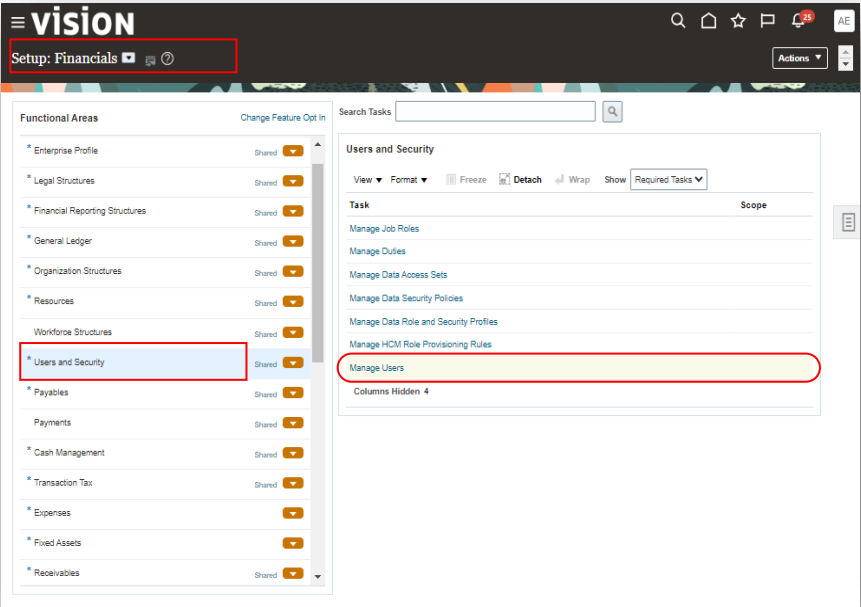 VISION
25
AE
Setup: Financials
Actions
Functional Areas
Change Feature Opt In
* Enterprise Profile Shared
* Legal Structures Shared
* Financial Reporting Structures Shared
* General Ledger Shared
* Organization Structures Shared
* Resources Shared
Workforce Structures Shared
* Users and Security Shared
* Payables Shared
Payments Shared
* Cash Management Shared
* Transaction Tax Shared
* Expenses
* Fixed Assets
* Receivables Shared
Search Tasks
Users and Security
View Format Freeze Detach Wrap Show Required Tasks
Task Scope
Manage Job Roles
Manage Duties
Manage Data Access Sets
Manage Data Security Policies
Manage Data Role and Security Profiles
Manage HCM Role Provisioning Rules
Manage Users
Columns Hidden 4